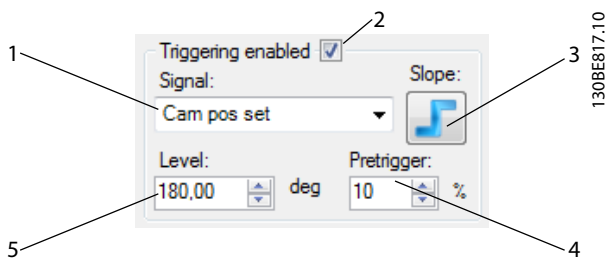 2
1
Triggering enabled
3
Signal:
Slope:
Cam pos set
Level:
Pretrigger:
180,00
deg
10
%
5
4
130BE817.10